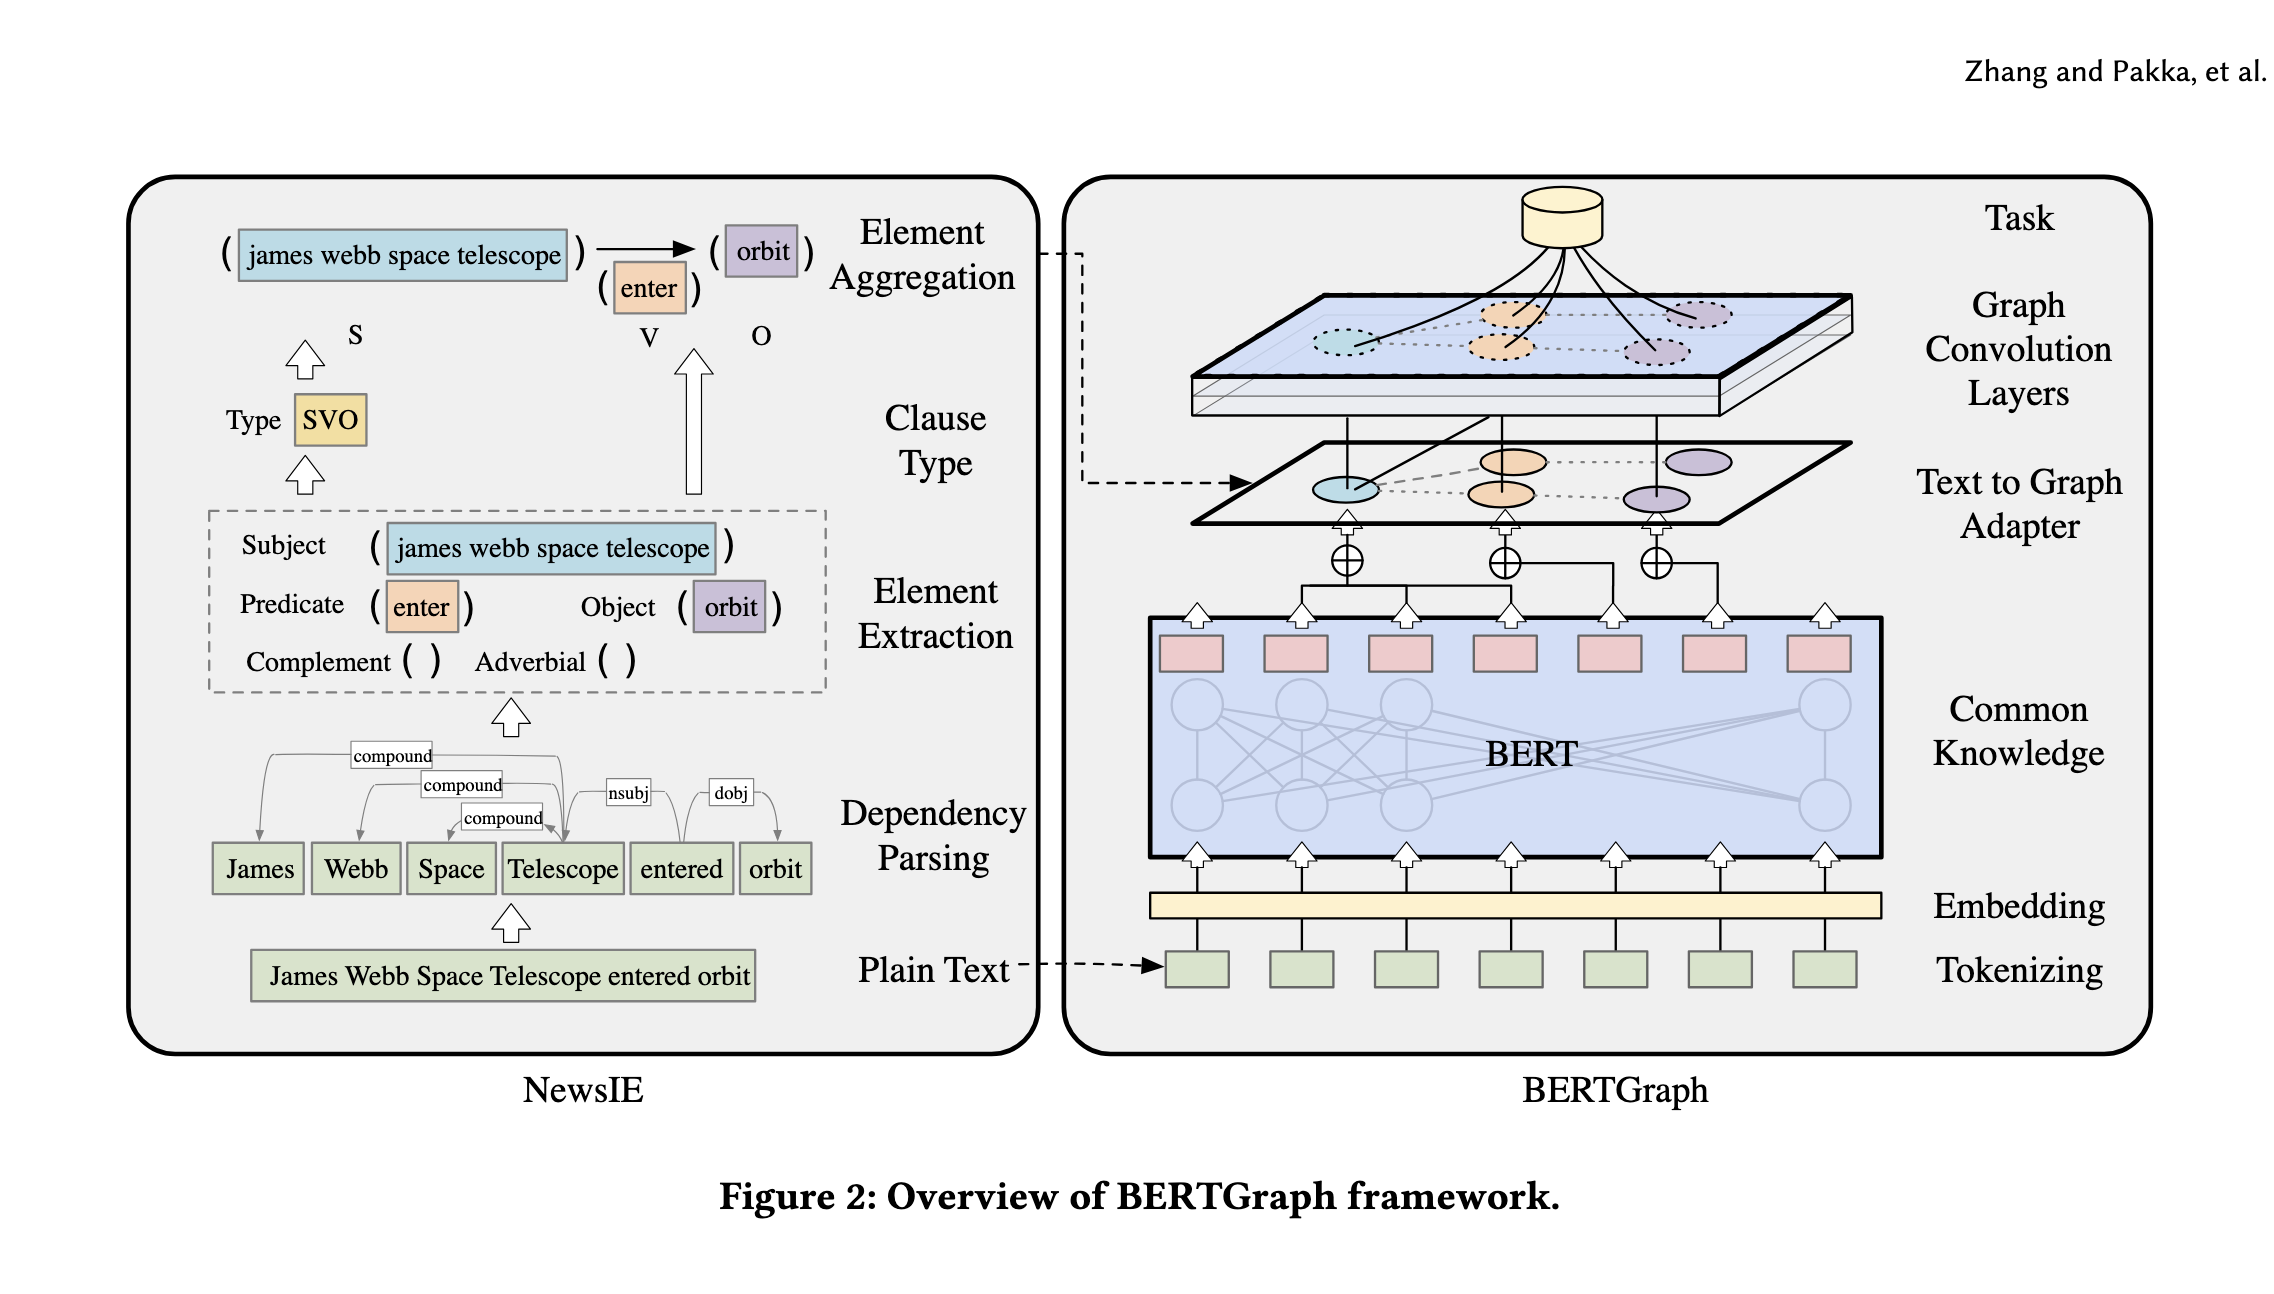 Zhang and Pakka, et al.
( james webb space telescope ) ( orbit )
( enter )
Element
Aggregation
S V O
Type SVO
Clause
Type
Subject ( james webb space telescope )
Predicate ( enter ) Object ( orbit )
Complement ( ) Adverbial ( )
Element
Extraction
compound
compound nsubj dobj
compound
James Webb Space Telescope entered orbit
Dependency
Parsing
James Webb Space Telescope entered orbit
Plain Text
NewsIE
Task
Graph
Convolution
Layers
Text to Graph
Adapter
BERT
Common
Knowledge
Embedding
Tokenizing
BERTGraph
Figure 2: Overview of BERTGraph framework.